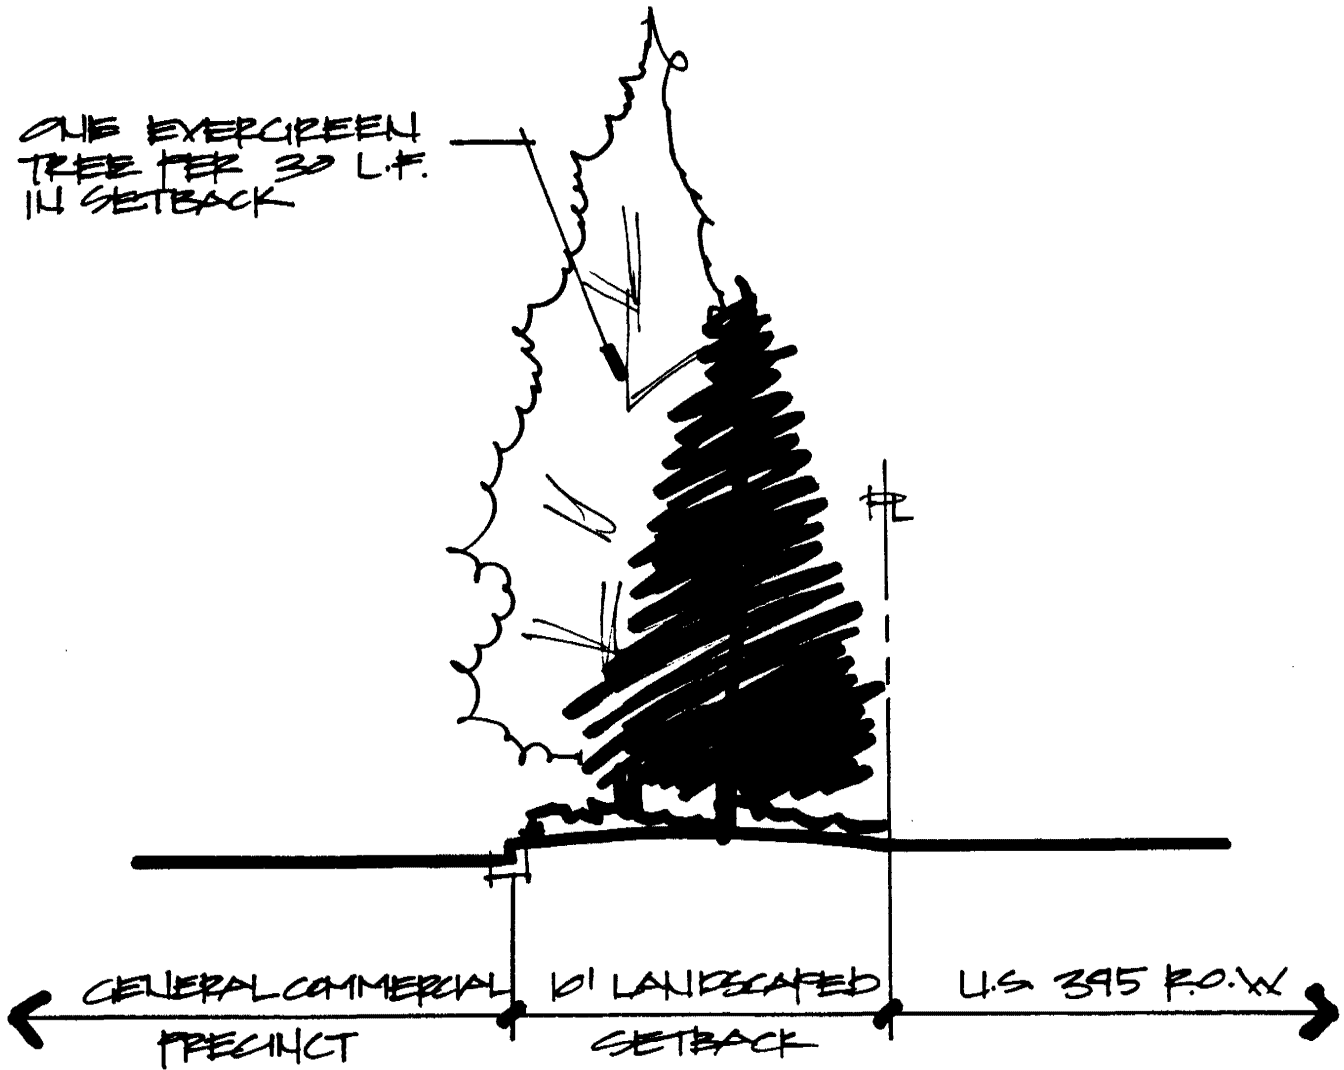 ONE EVERGREEN
TREE PER 30 L.F.
IN SETBACK
PL
GENERAL COMMERCIAL
PRECINCT
10' LANDSCAPED
SETBACK
U.S. 395 R.O.W